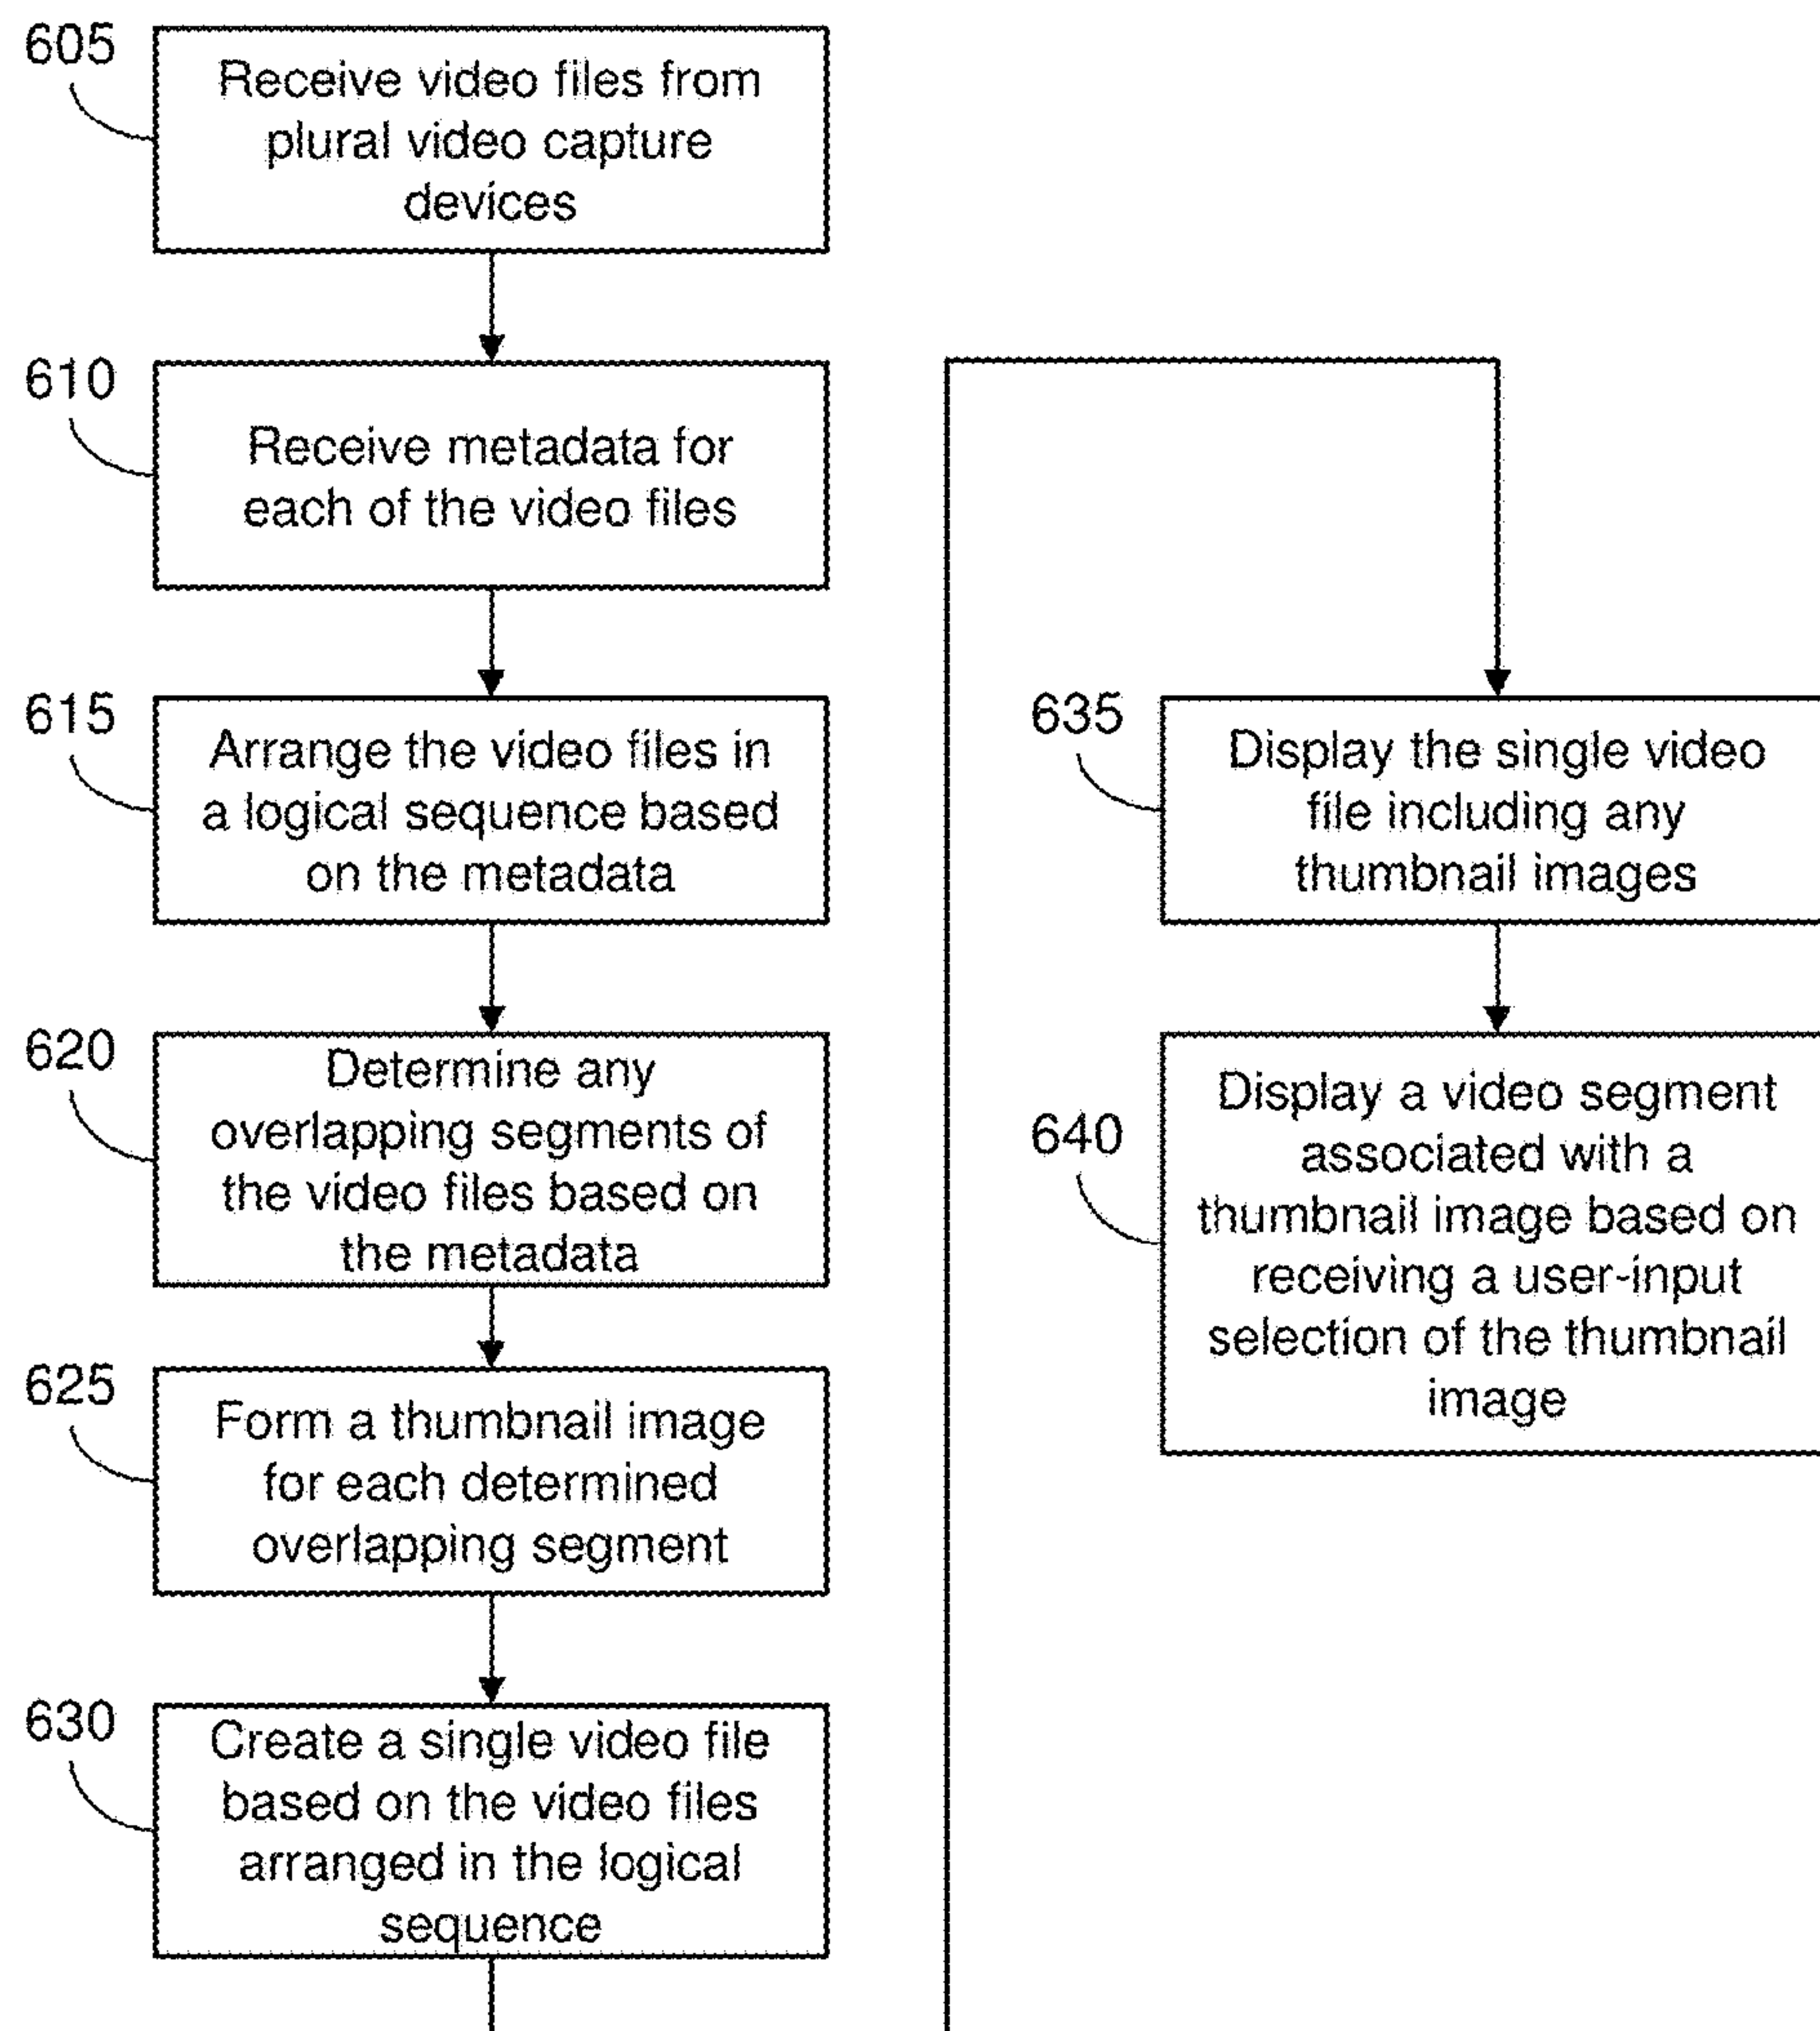 605
Receive video files from
plural video capture
devices
610
Receive metadata for
each of the video files
615
Arrange the video files in
a logical sequence based
on the metadata
620
Determine any
overlapping segments of
the video files based on
the metadata
625
Form a thumbnail image
for each determined
overlapping segment
630
Create a single video file
based on the video files
arranged in the logical
sequence
635
Display the single video
file including any
thumbnail images
640
Display a video segment
associated with a
thumbnail image based on
receiving a user-input
selection of the thumbnail
image